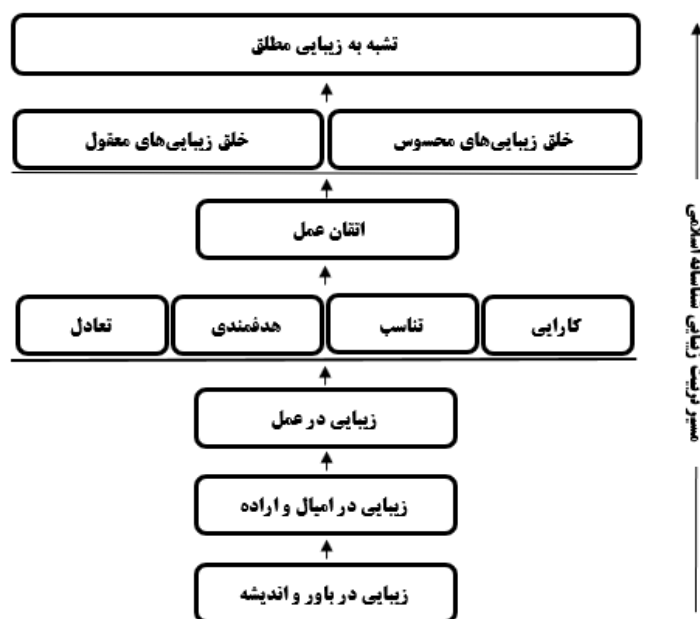 تشبه به زیبایی مطلق
خلق زیبایی‌های محسوس
خلق زیبایی‌های معقول
اتقان عمل
کارایی
تناسب
هدفمندی
تعادل
زیبایی در عمل
زیبایی در امیال و اراده
زیبایی در باور و اندیشه
مسیر تربیت زیبایی شناسانه اسلامی